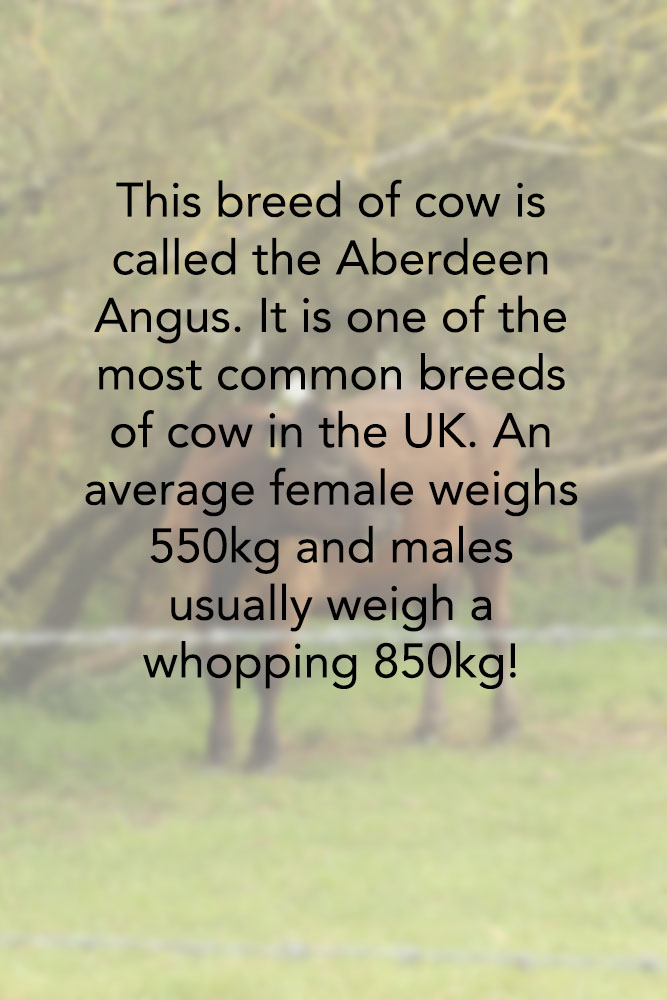 This breed of cow is
called the Aberdeen
Angus. It is one of the
most common breeds
of cow in the UK. An
average female weighs
550kg and males
usually weigh a
whopping 850kg!